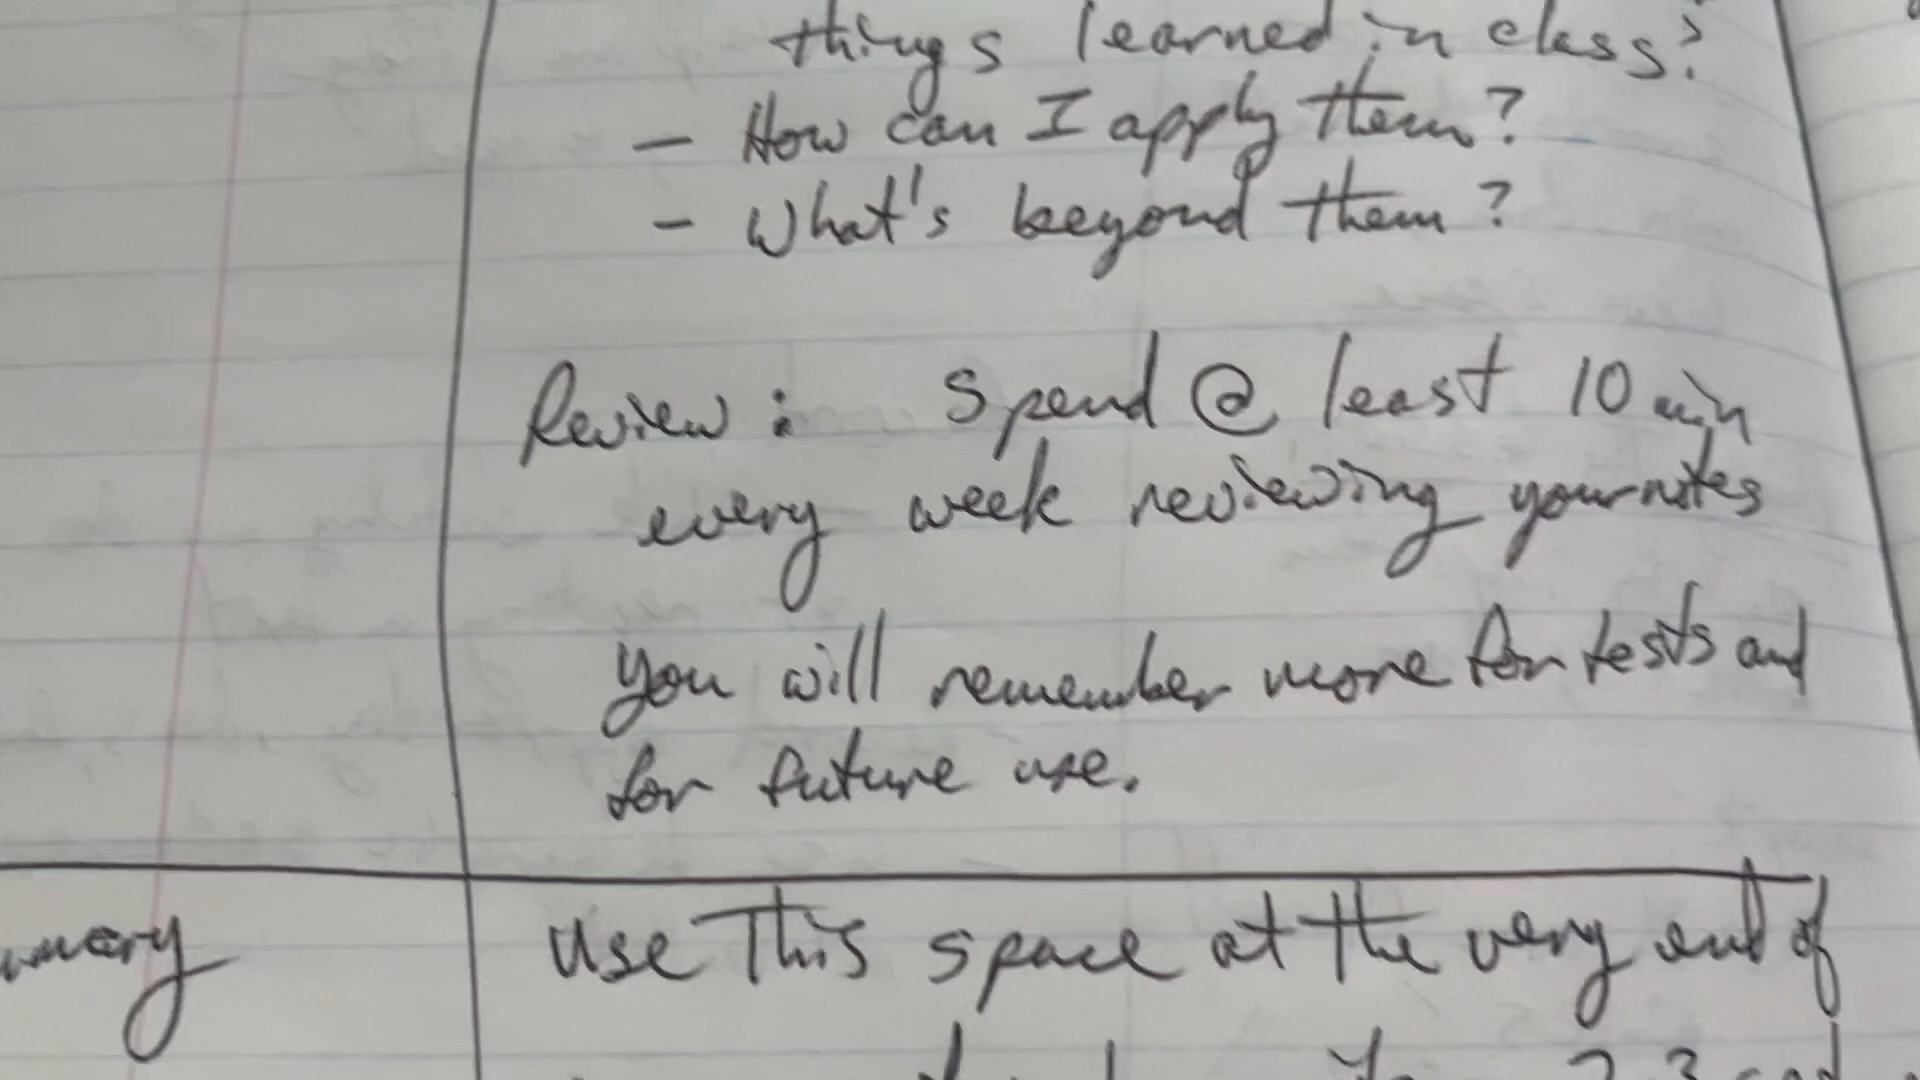 things learned in class?
- How can I apply them?
- What's beyond them?
Review: Spend @ least 10 min
every week reviewing your notes
you will remember more for tests and
for future use.
Use This space at the very end of